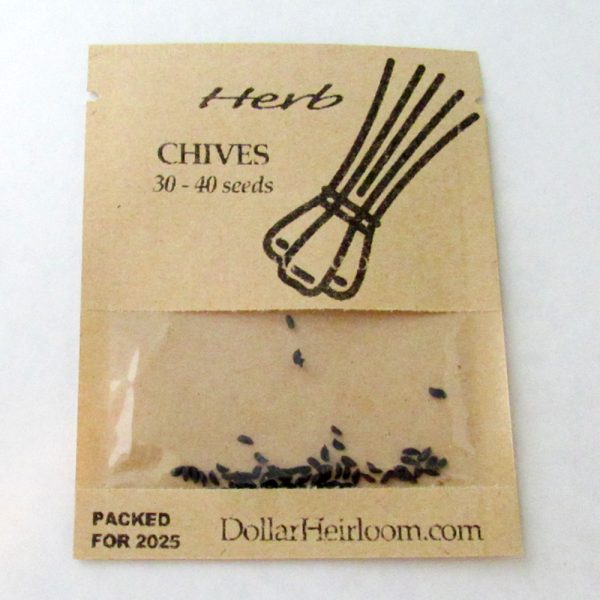 Herb
CHIVES
30 - 40 seeds
PACKED
FOR 2025
DollarHeirloom.com